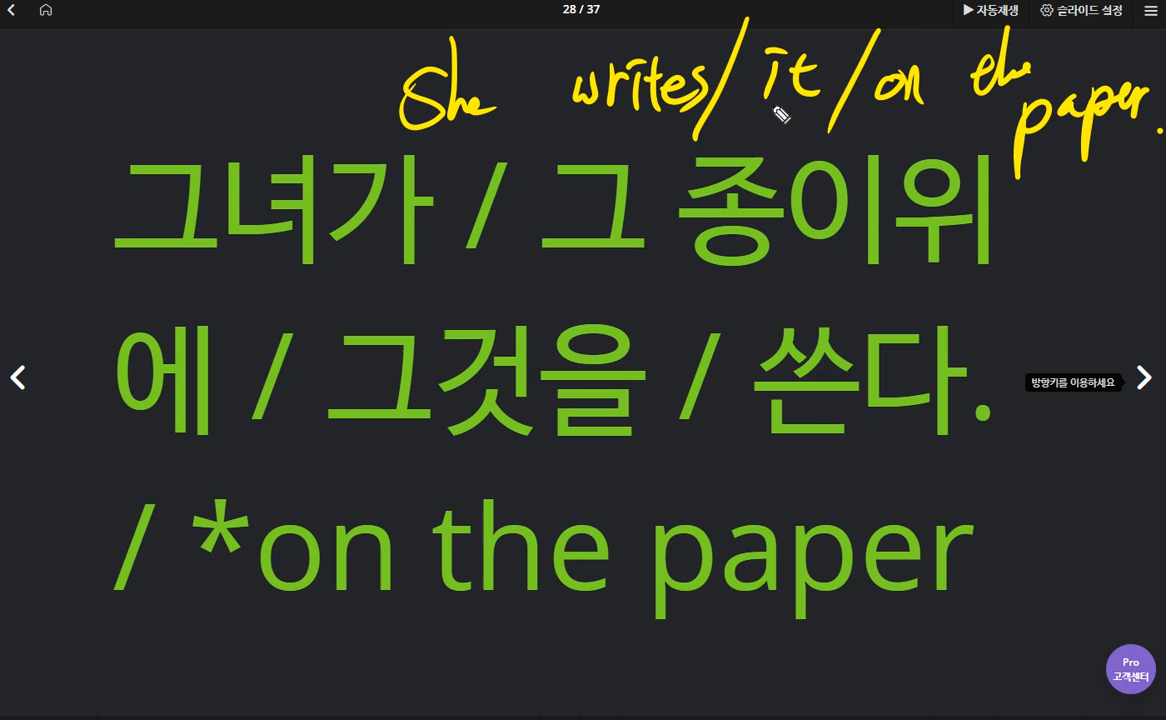 28 / 37
▶ 자동재생
슬라이드 설정
She writes / it / on the paper.
그녀가 / 그 종이위
에 / 그것을 / 쓴다.
/ *on the paper
방향키를 이용하세요
Pro
고객센터